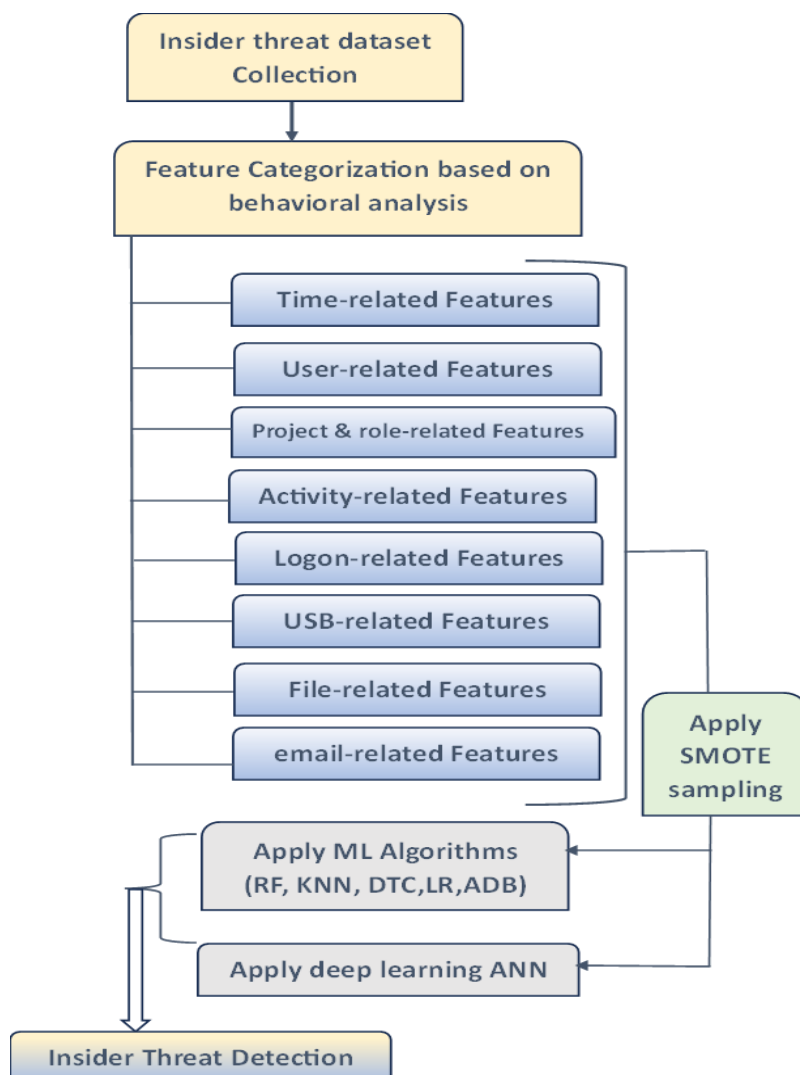 Insider threat dataset
Collection
Feature Categorization based on
behavioral analysis
Time-related Features
User-related Features
Project & role-related Features
Activity-related Features
Logon-related Features
USB-related Features
File-related Features
email-related Features
Apply
SMOTE
sampling
Apply ML Algorithms
(RF, KNN, DTC,LR,ADB)
Apply deep learning ANN
Insider Threat Detection